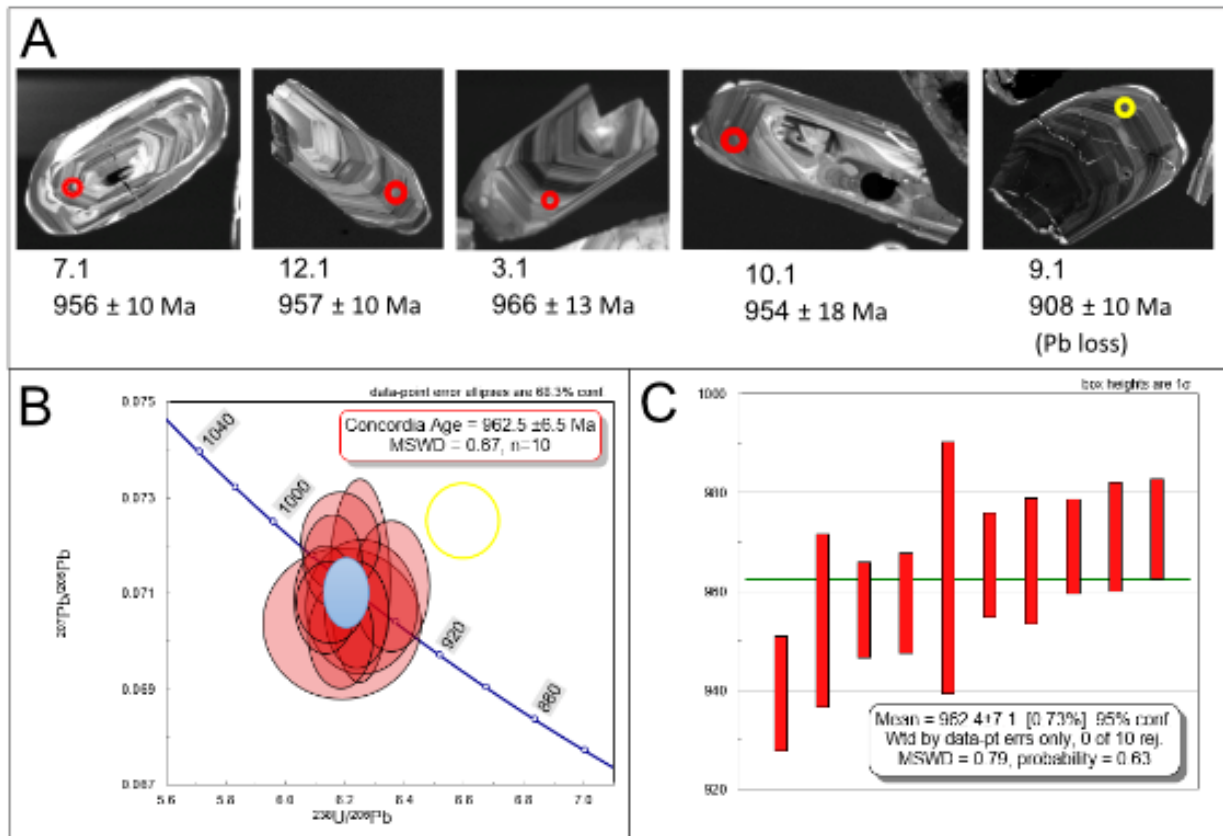 A
7.1
956 ± 10 Ma
12.1
957 ± 10 Ma
3.1
966 ± 13 Ma
10.1
954 ± 18 Ma
9.1
908 ± 10 Ma
(Pb loss)
B
data-point error ellipses are 68.3% conf
Concordia Age = 962.5 ±6.5 Ma
MSWD = 0.67, n=10
0.075
0.073
0.071
0.069
0.067
207Pb/206Pb
1040
1000
920
880
5.6
5.8
6.0
6.2
6.4
6.6
6.8
7.0
238U/206Pb
C
box heights are 1σ
1000
980
960
940
920
Mean = 962.4±7.1 [0.73%] 95% conf
Wtd by data-pt errs only, 0 of 10 rej.
MSWD = 0.79, probability = 0.63